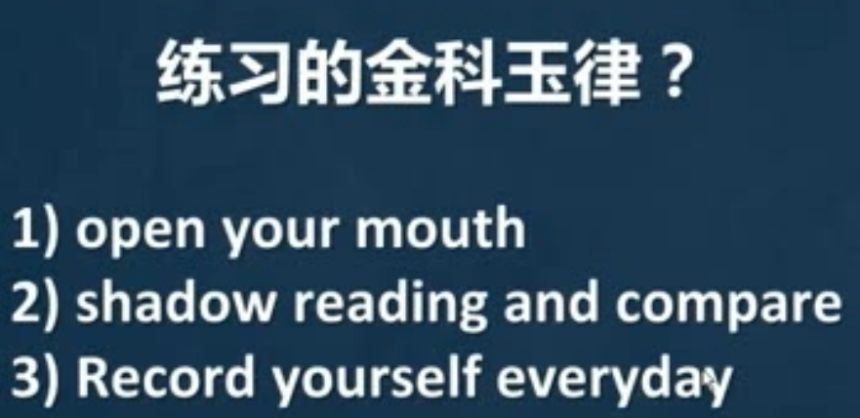 练习的金科玉律？
1) open your mouth
2) shadow reading and compare
3) Record yourself everyday